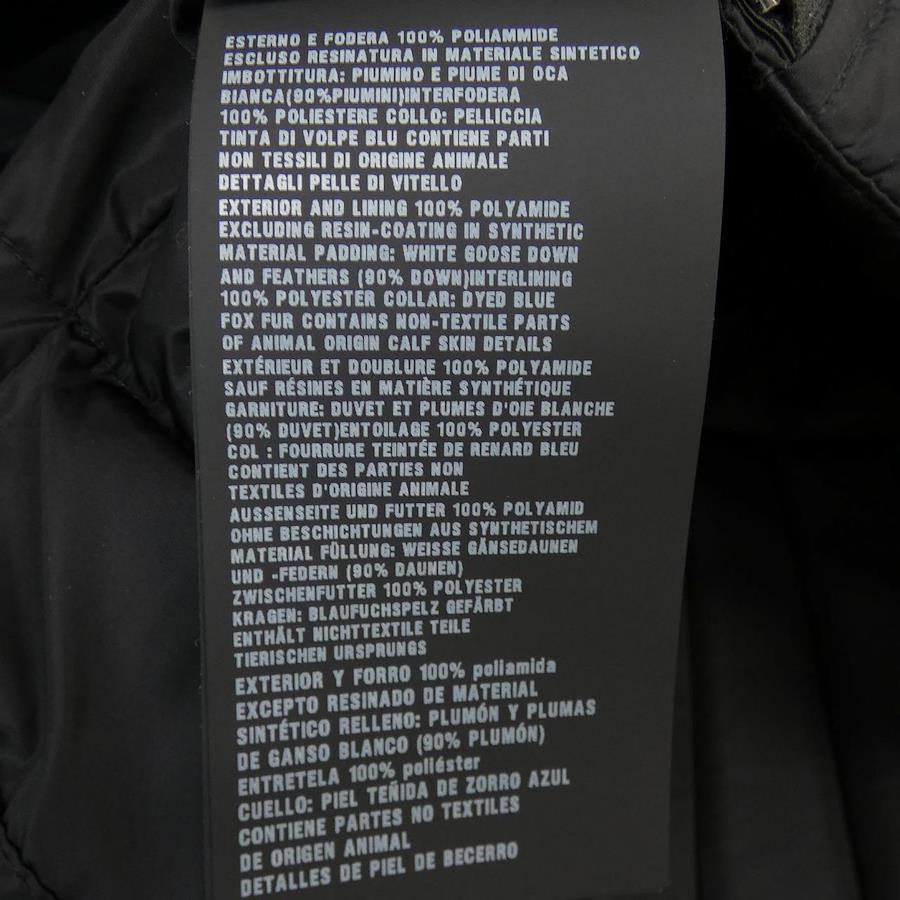 ESTERNO E FODERA 100% POLIAMMIDE
ESCLUSO RESINATURA IN MATERIALE SINTETICO
IMBOTTITURA: PIUMINO E PIUME DI OCA
BIANCA(90%PIUMINI)INTERFODERA
100% POLIESTERE COLLO: PELLICCIA
TINTA DI VOLPE BLU CONTIENE PARTI
NON TESSILI DI ORIGINE ANIMALE
DETTAGLI PELLE DI VITELLO
EXTERIOR AND LINING 100% POLYAMIDE
EXCLUDING RESIN-COATING IN SYNTHETIC
MATERIAL PADDING: WHITE GOOSE DOWN
AND FEATHERS (90% DOWN)INTERLINING
100% POLYESTER COLLAR: DYED BLUE
FOX FUR CONTAINS NON-TEXTILE PARTS
OF ANIMAL ORIGIN CALF SKIN DETAILS
EXTÉRIEUR ET DOUBLURE 100% POLYAMIDE
SAUF RÉSINES EN MATIÈRE SYNTHÉTIQUE
GARNITURE: DUVET ET PLUMES D'OIE BLANCHE
(90% DUVET)ENTOILAGE 100% POLYESTER
COL : FOURRURE TEINTÉE DE RENARD BLEU
CONTIENT DES PARTIES NON
TEXTILES D'ORIGINE ANIMALE
AUSSENSEITE UND FUTTER 100% POLYAMID
OHNE BESCHICHTUNGEN AUS SYNTHETISCHEM
MATERIAL FÜLLUNG: WEISSE GÄNSEDAUNEN
UND -FEDERN (90% DAUNEN)
ZWISCHENFUTTER 100% POLYESTER
KRAGEN: BLAUFUCHSPELZ GEFÄRBT
ENTHÄLT NICHTTEXTILE TEILE
TIERISCHEN URSPRUNGS
EXTERIOR Y FORRO 100% poliamida
EXCEPTO RESINADO DE MATERIAL
SINTÉTICO RELLENO: PLUMÓN Y PLUMAS
DE GANSO BLANCO (90% PLUMÓN)
ENTRETELA 100% poliéster
CUELLO: PIEL TEÑIDA DE ZORRO AZUL
CONTIENE PARTES NO TEXTILES
DE ORIGEN ANIMAL
DETALLES DE PIEL DE BECERRO